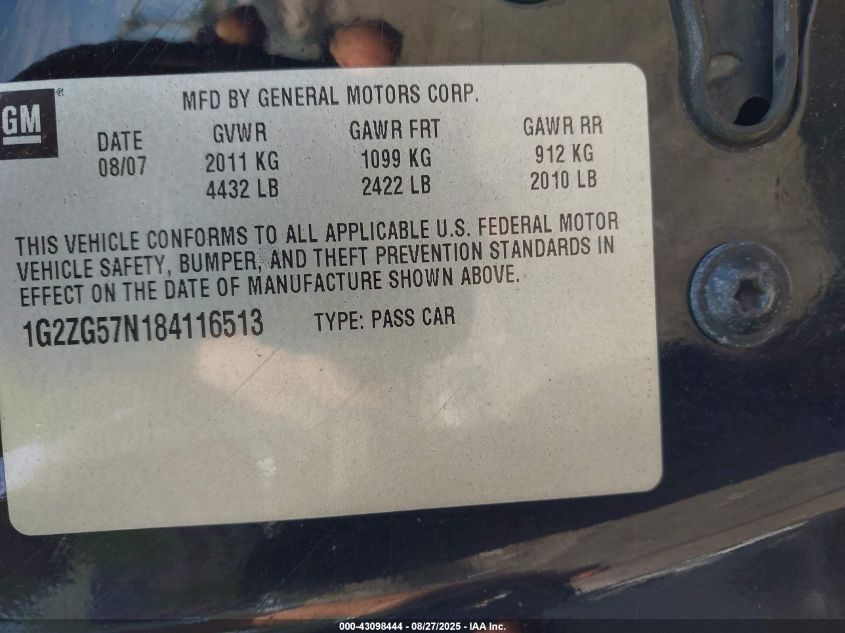 GM®
MFD BY GENERAL MOTORS CORP.
DATE GVWR GAWR FRT GAWR RR
08/07 2011 KG 1099 KG 912 KG
4432 LB 2422 LB 2010 LB
THIS VEHICLE CONFORMS TO ALL APPLICABLE U.S. FEDERAL MOTOR
VEHICLE SAFETY, BUMPER, AND THEFT PREVENTION STANDARDS IN
EFFECT ON THE DATE OF MANUFACTURE SHOWN ABOVE.
1G2ZG57N184116513 TYPE: PASS CAR
000-43098444 - 08/27/2025 - IAA Inc.